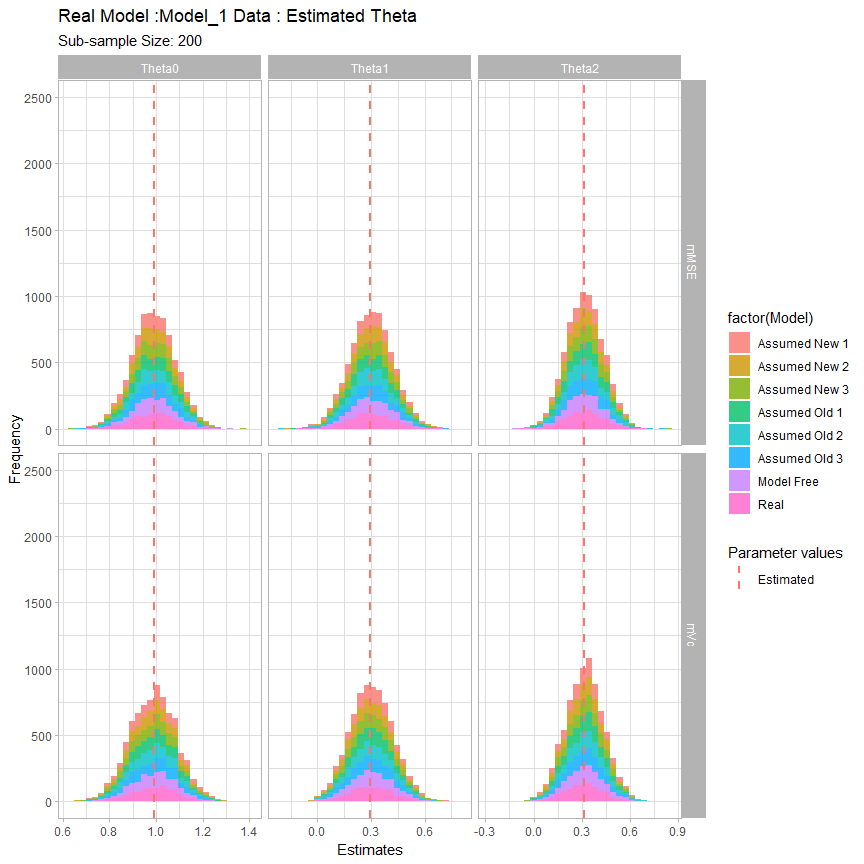 Real Model :Model_1 Data : Estimated Theta
Sub-sample Size: 200
Theta0
Theta1
Theta2
2500
2000
1500
1000
500
0
mMSE
2500
2000
1500
1000
500
0
mVc
Frequency
0.6
0.8
1.0
1.2
1.4
0.0
0.3
0.6
-0.3
0.0
0.3
0.6
0.9
Estimates
factor(Model)
Assumed New 1
Assumed New 2
Assumed New 3
Assumed Old 1
Assumed Old 2
Assumed Old 3
Model Free
Real
Parameter values
Estimated